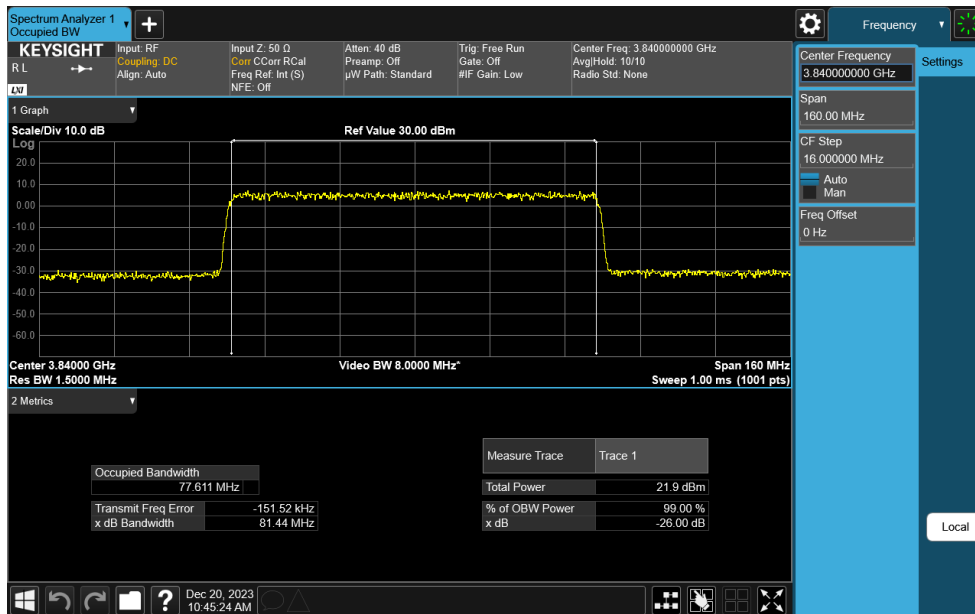 Spectrum Analyzer 1
Occupied BW
+
Frequency
KEYSIGHT
R L
LXI
Input: RF
Coupling: DC
Align: Auto
Input Z: 50 Ω
Corr CCorr RCal
Freq Ref: Int (S)
NFE: Off
Atten: 40 dB
Preamp: Off
µW Path: Standard
Trig: Free Run
Gate: Off
#IF Gain: Low
Center Freq: 3.840000000 GHz
Avg|Hold: 10/10
Radio Std: None
Center Frequency
3.840000000 GHz
Settings
Span
160.00 MHz
CF Step
16.000000 MHz
Auto
Man
Freq Offset
0 Hz
Local
1 Graph
Scale/Div 10.0 dB
Ref Value 30.00 dBm
Log
20.0
10.0
0.00
-10.0
-20.0
-30.0
-40.0
-50.0
-60.0
Center 3.84000 GHz
Video BW 8.0000 MHz*
Span 160 MHz
Res BW 1.5000 MHz
Sweep 1.00 ms (1001 pts)
2 Metrics
Measure Trace Trace 1
Occupied Bandwidth
77.611 MHz
Total Power 21.9 dBm
Transmit Freq Error -151.52 kHz
% of OBW Power 99.00 %
x dB Bandwidth 81.44 MHz
x dB -26.00 dB
?
Dec 20, 2023
10:45:24 AM